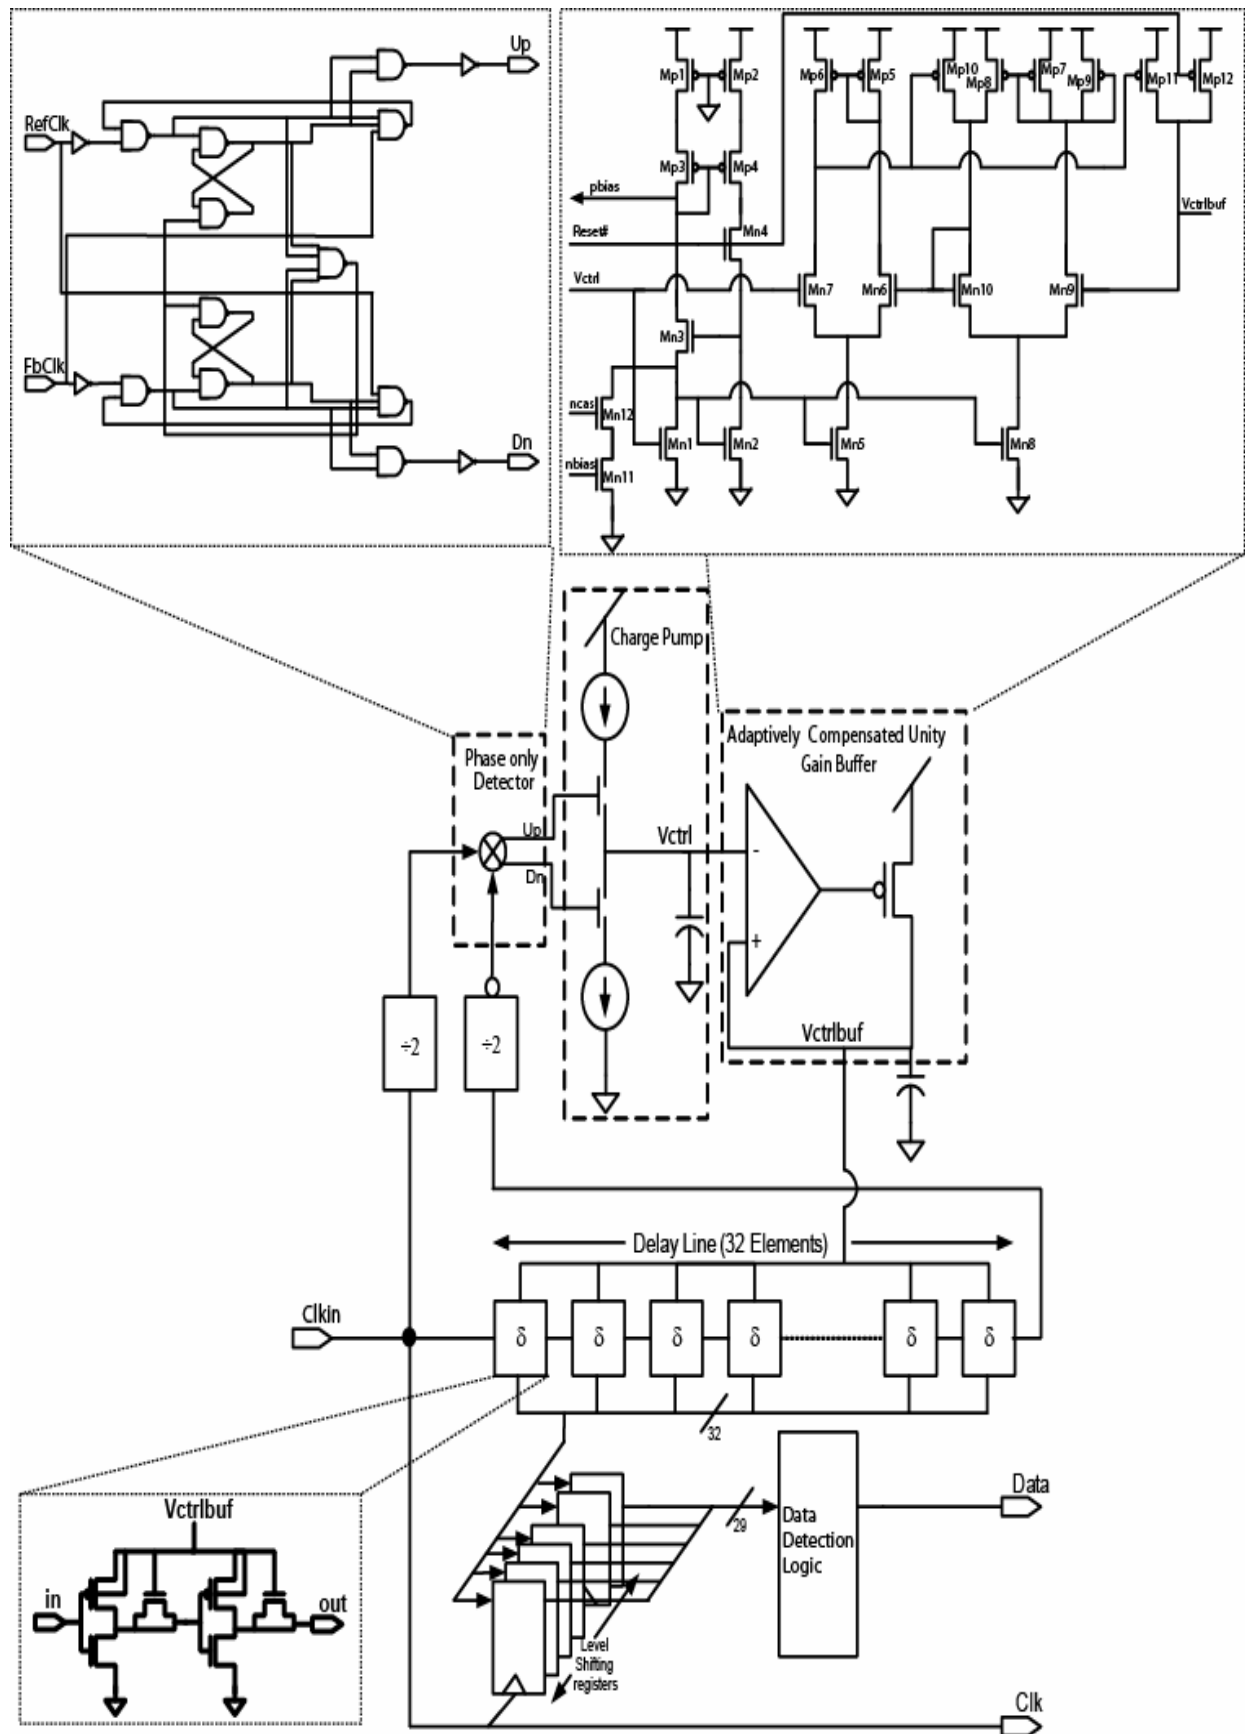 Up
RefClk
FbClk
Dn
Mp1
Mp2
Mp6
Mp5
Mp10
Mp8
Mp7
Mp9
Mp11
Mp12
Mp3
Mp4
pbias
Vctrlbuf
Reset#
Mn4
Vctrl
Mn7
Mn6
Mn10
Mn9
Mn3
ncas
Mn12
Mn1
Mn2
Mn5
Mn8
nbias
Mn11
Charge Pump
Phase only
Detector
Adaptively Compensated Unity
Gain Buffer
Up
Dn
Vctrl
-
+
÷2
÷2
Vctrlbuf
Delay Line (32 Elements)
Clkin
δ
δ
δ
δ
δ
δ
32
Vctrlbuf
in
out
29
Data
Detection
Logic
Data
Level
Shifting
registers
Clk